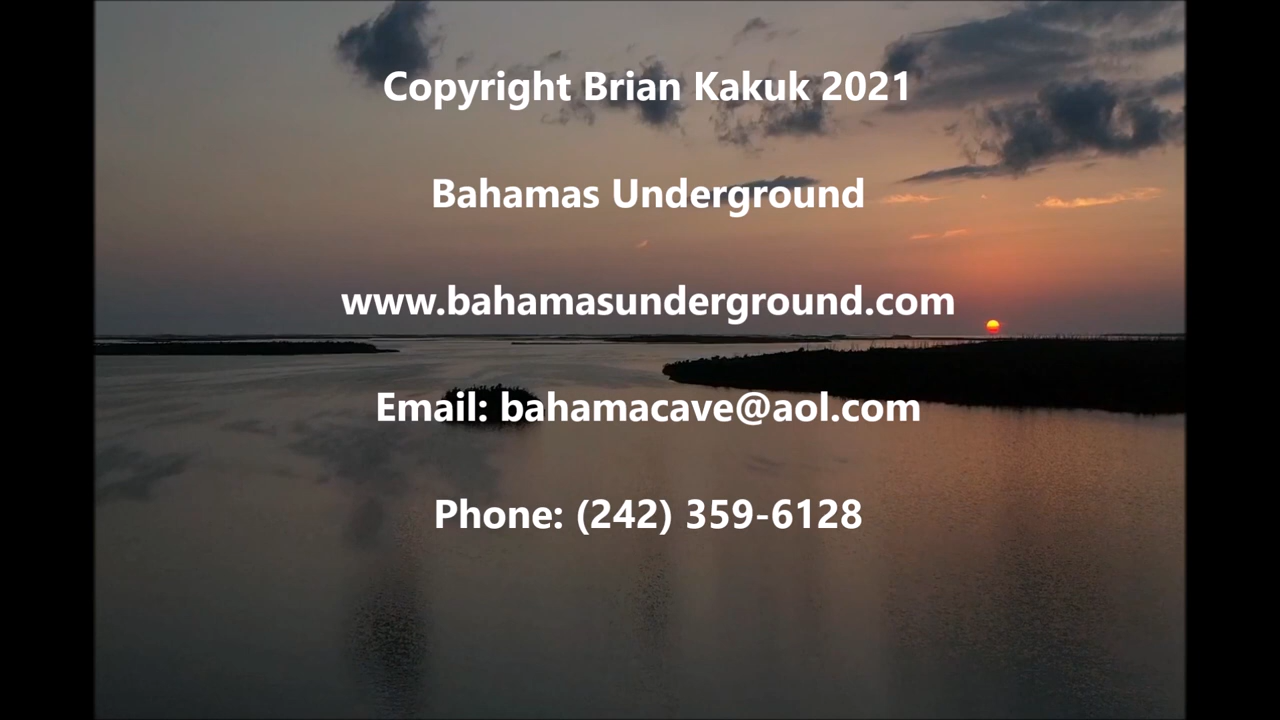 Copyright Brian Kakuk 2021
Bahamas Underground
www.bahamasunderground.com
Email: bahamacave@aol.com
Phone: (242) 359-6128